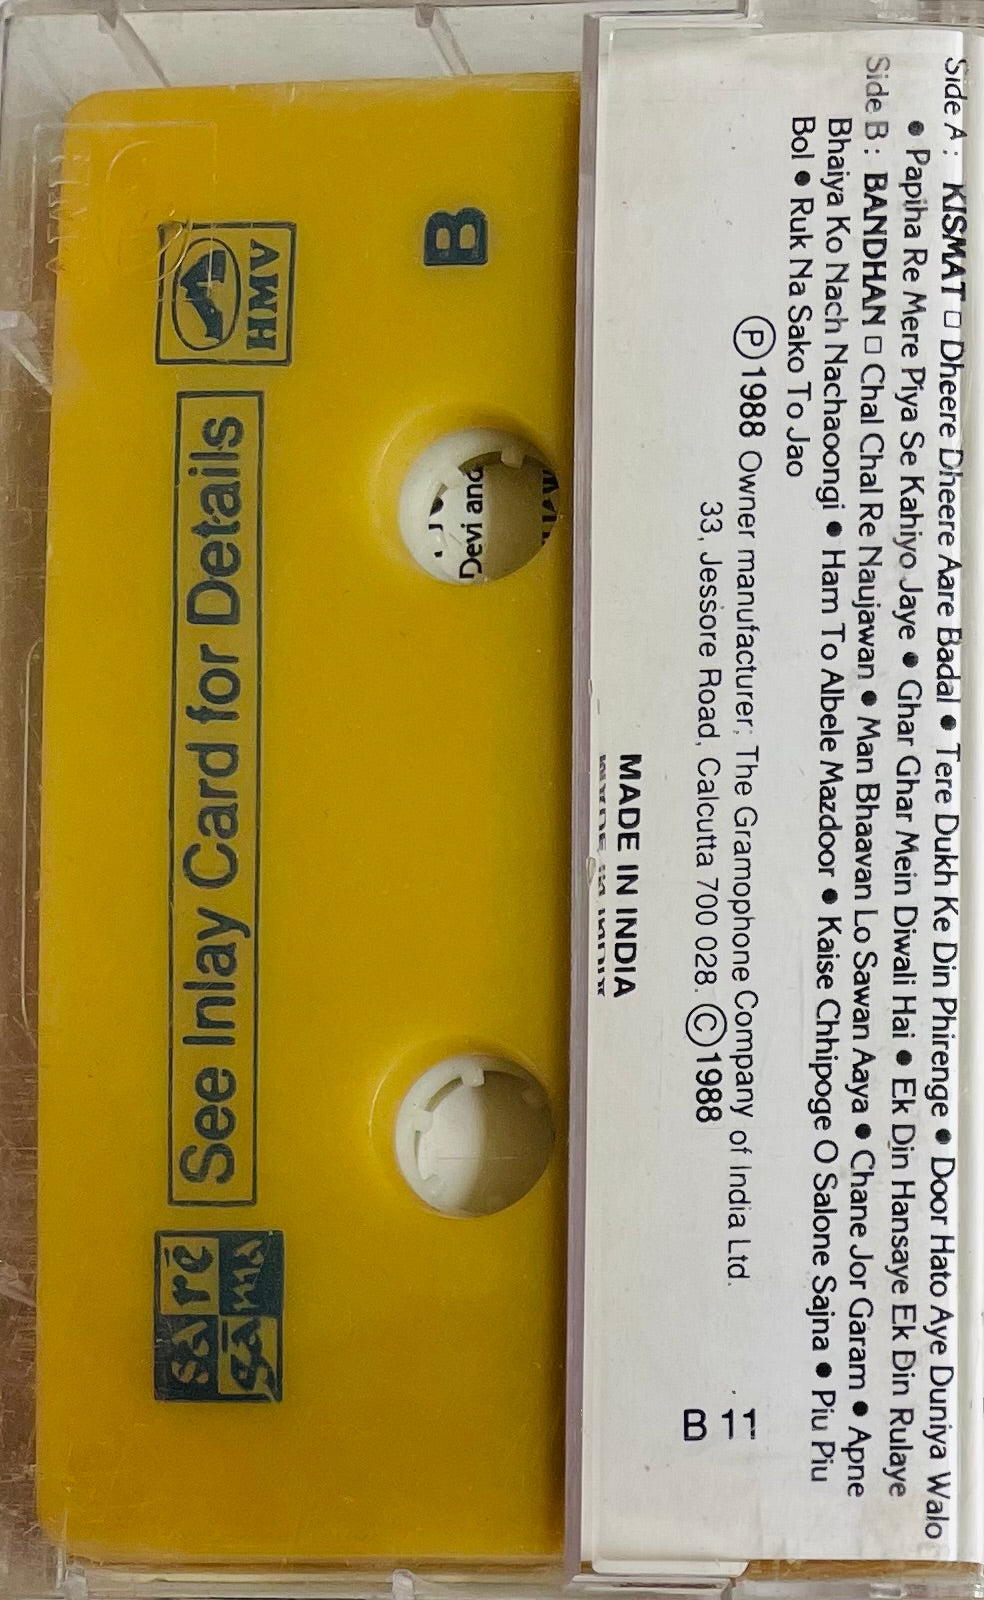 Side A : KISMAT □ Dheere Dheere Aare Badal ● Tere Dukh Ke Din Phirenge ● Door Hato Aye Duniya Walo
● Papiha Re Mere Piya Se Kahiyo Jaye ● Ghar Ghar Mein Diwali Hai ● Ek Din Hansaye Ek Din Rulaye
Side B : BANDHAN □ Chal Chal Re Naujawan ● Man Bhaavan Lo Sawan Aaya ● Chane Jor Garam ● Apne
Bhaiya Ko Nach Nachaoongi ● Ham To Albele Mazdoor ● Kaise Chhipoge O Salone Sajna ● Piu Piu
Bol ● Ruk Na Sako To Jao
Ⓟ1988 Owner manufacturer: The Gramophone Company of India Ltd.
33, Jessore Road, Calcutta 700 028. ©1988
B
MADE IN INDIA
B
Devi and
HMV
See Inlay Card for Details
sa re
ga ma